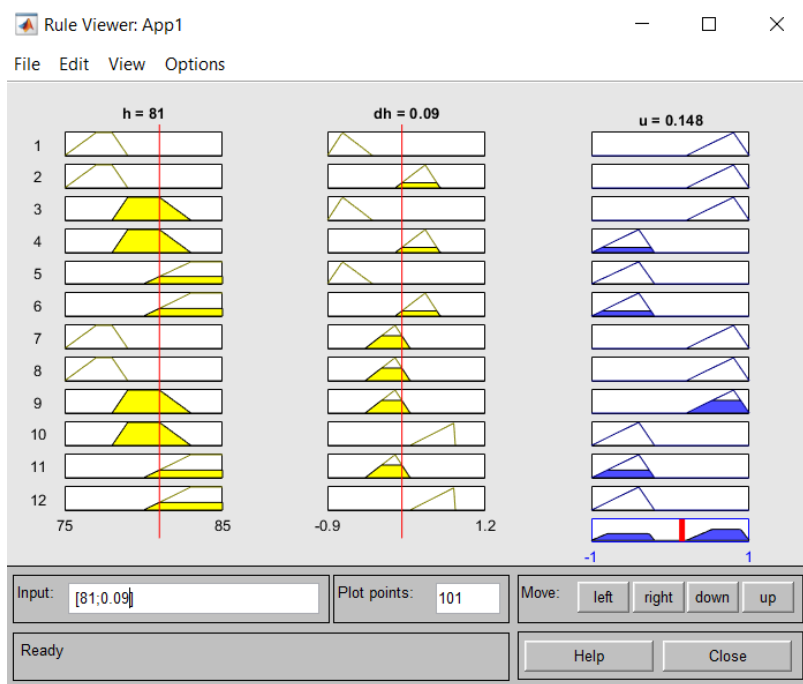 Rule Viewer: App1
File Edit View Options
h = 81 dh = 0.09 u = 0.148
1
2
3
4
5
6
7
8
9
10
11
12
75 85 -0.9 1.2
-1 1
Input: [81;0.09] Plot points: 101 Move: left right down up
Ready Help Close